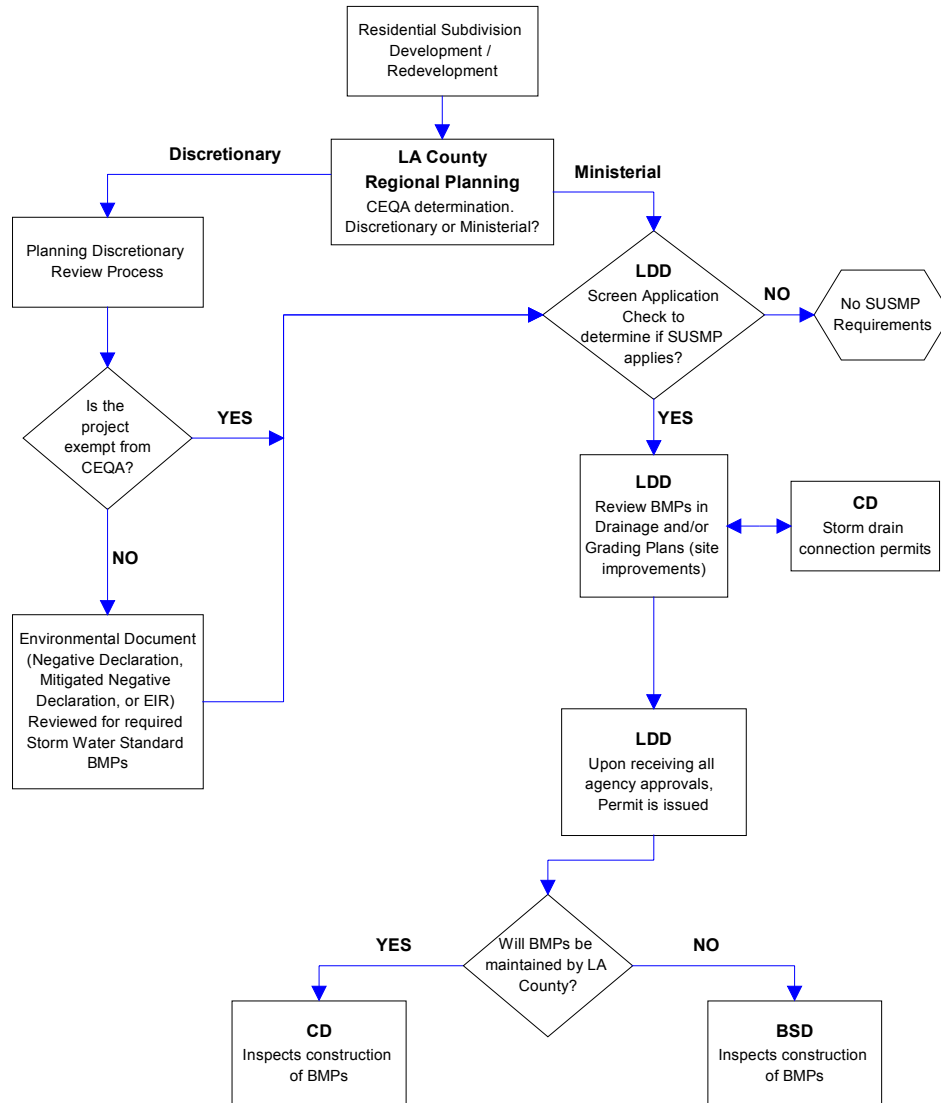 Residential Subdivision
Development /
Redevelopment
Discretionary
LA County
Regional Planning
CEQA determination.
Discretionary or Ministerial?
Ministerial
Planning Discretionary
Review Process
LDD
Screen Application
Check to
determine if SUSMP
applies?
NO
No SUSMP
Requirements
Is the
project
exempt from
CEQA?
YES
YES
LDD
Review BMPs in
Drainage and/or
Grading Plans (site
improvements)
CD
Storm drain
connection permits
NO
Environmental Document
(Negative Declaration,
Mitigated Negative
Declaration, or EIR)
Reviewed for required
Storm Water Standard
BMPs
LDD
Upon receiving all
agency approvals,
Permit is issued
Will BMPs be
maintained by LA
County?
YES
NO
CD
Inspects construction
of BMPs
BSD
Inspects construction
of BMPs